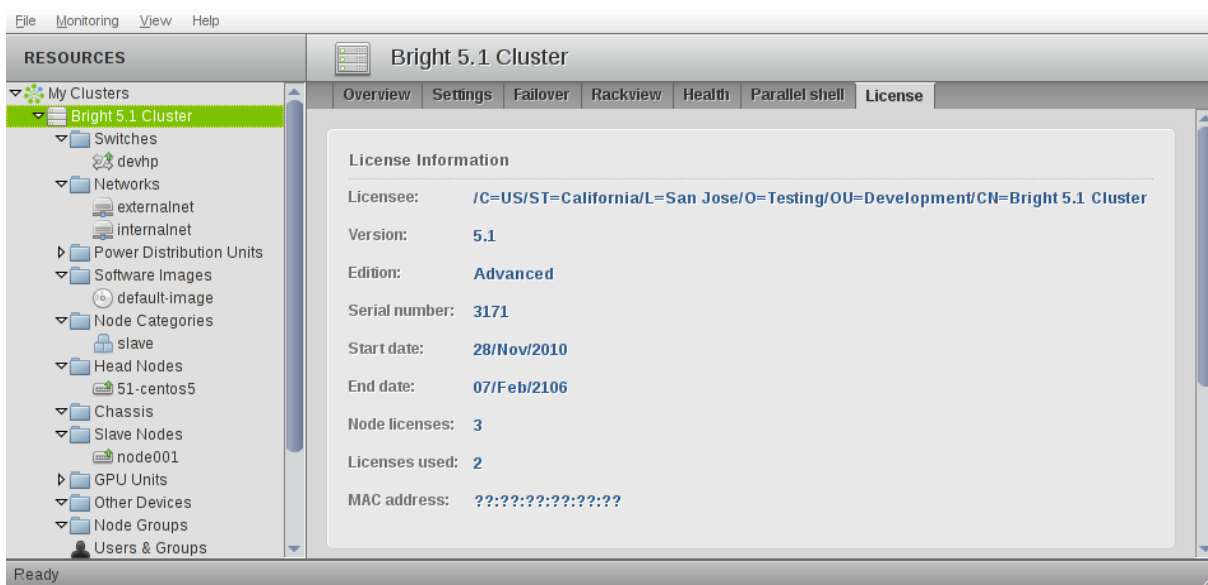 File Monitoring View Help
RESOURCES
My Clusters
Bright 5.1 Cluster
Switches
devhp
Networks
externalnet
internalnet
Power Distribution Units
Software Images
default-image
Node Categories
slave
Head Nodes
51-centos5
Chassis
Slave Nodes
node001
GPU Units
Other Devices
Node Groups
Users & Groups
Bright 5.1 Cluster
Overview Settings Failover Rackview Health Parallel shell License
License Information
Licensee: /C=US/ST=California/L=San Jose/O=Testing/OU=Development/CN=Bright 5.1 Cluster
Version: 5.1
Edition: Advanced
Serial number: 3171
Start date: 28/Nov/2010
End date: 07/Feb/2106
Node licenses: 3
Licenses used: 2
MAC address: ??:??:??:??:??:??
Ready